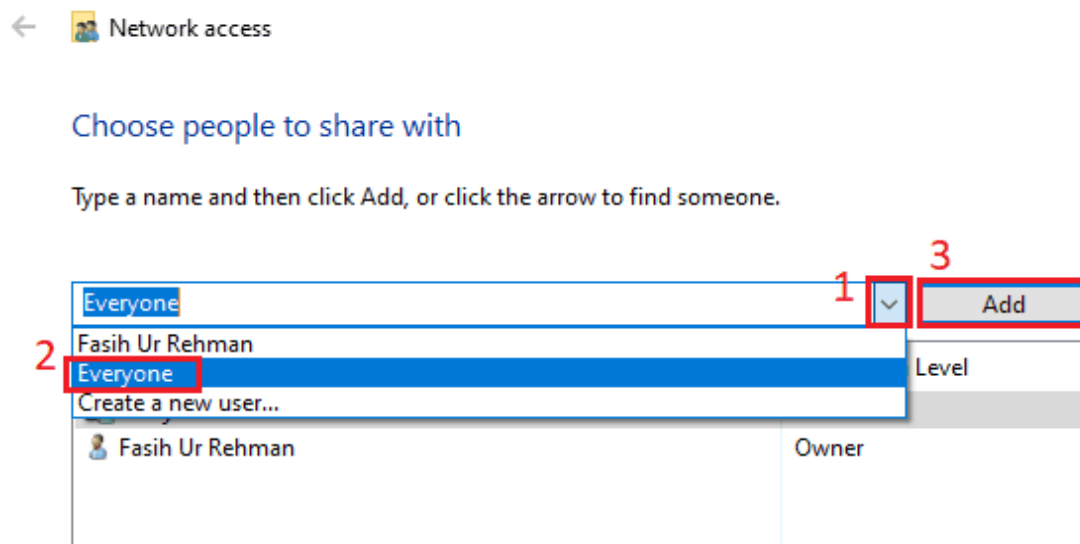 Network access
Choose people to share with
Type a name and then click Add, or click the arrow to find someone.
3
Everyone 1 Add
Fasih Ur Rehman
2 Everyone Level
Create a new user...
Fasih Ur Rehman Owner